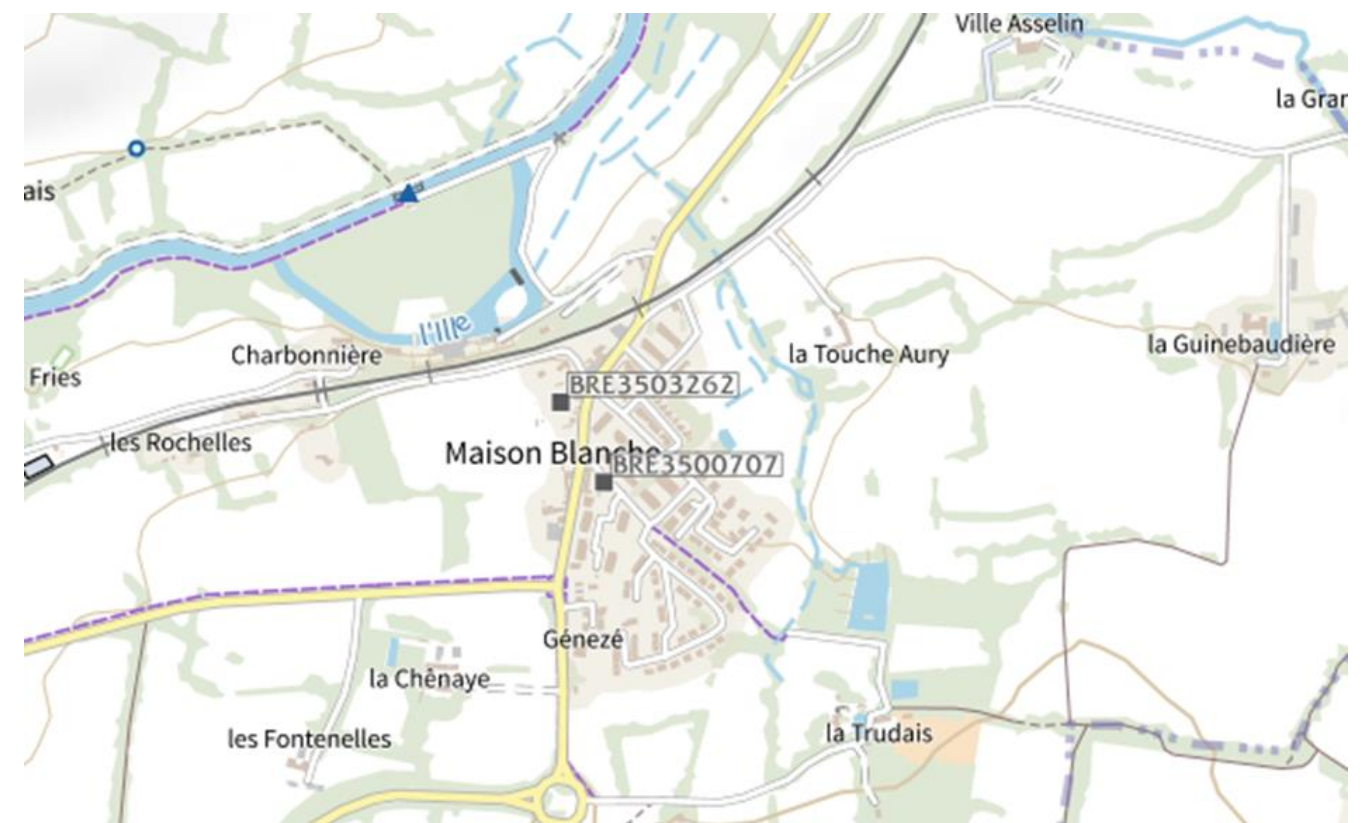 Ville Asselin
la Gran
ais
l'Ille
Charbonnière
la Touche Aury
la Guinebaudière
Fries
BRE3503262
les Rochelles
Maison Blanche
BRE3500707
Génezé
la Chênaye
les Fontenelles
la Trudais